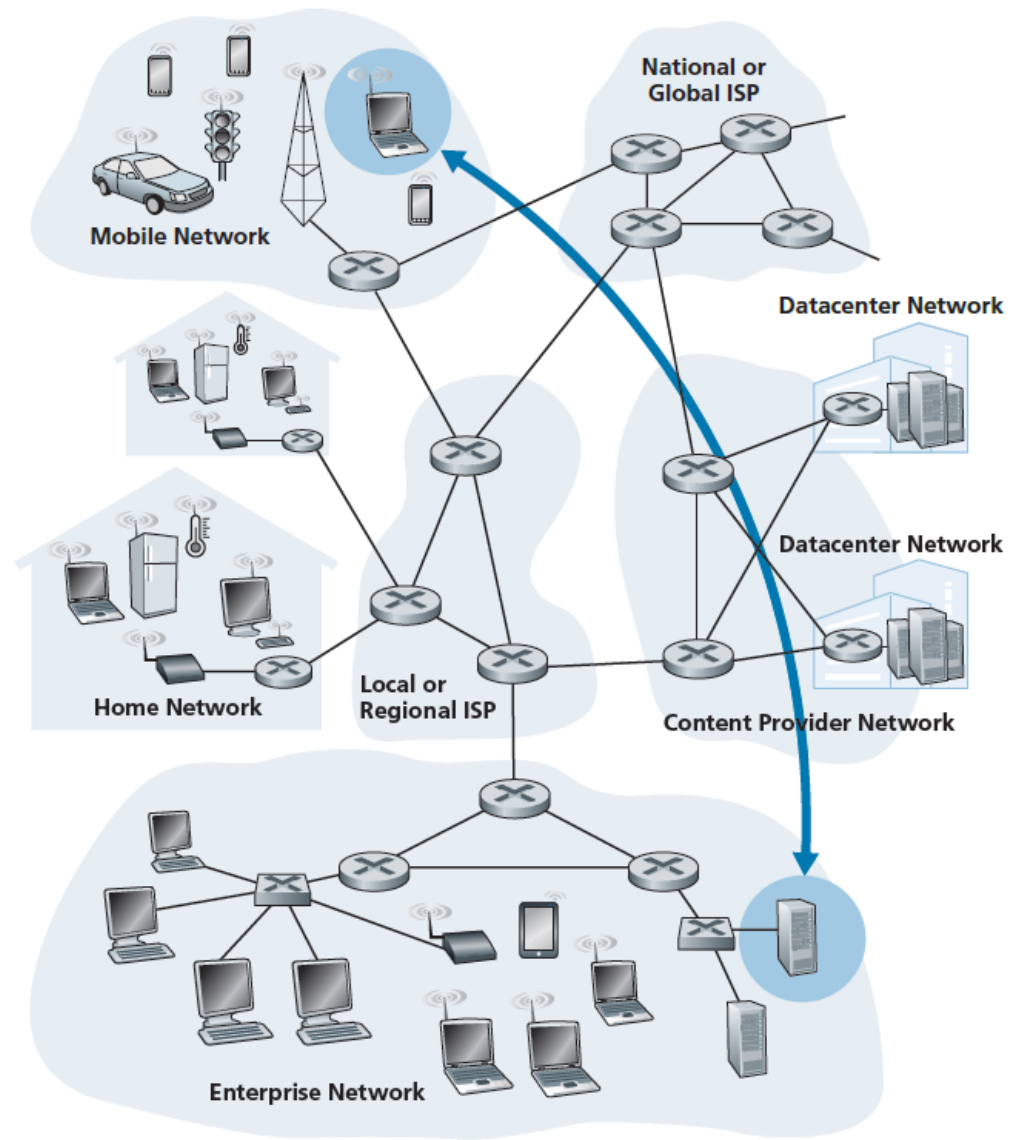 National or
Global ISP
Mobile Network
Datacenter Network
Datacenter Network
Home Network
Local or
Regional ISP
Content Provider Network
Enterprise Network